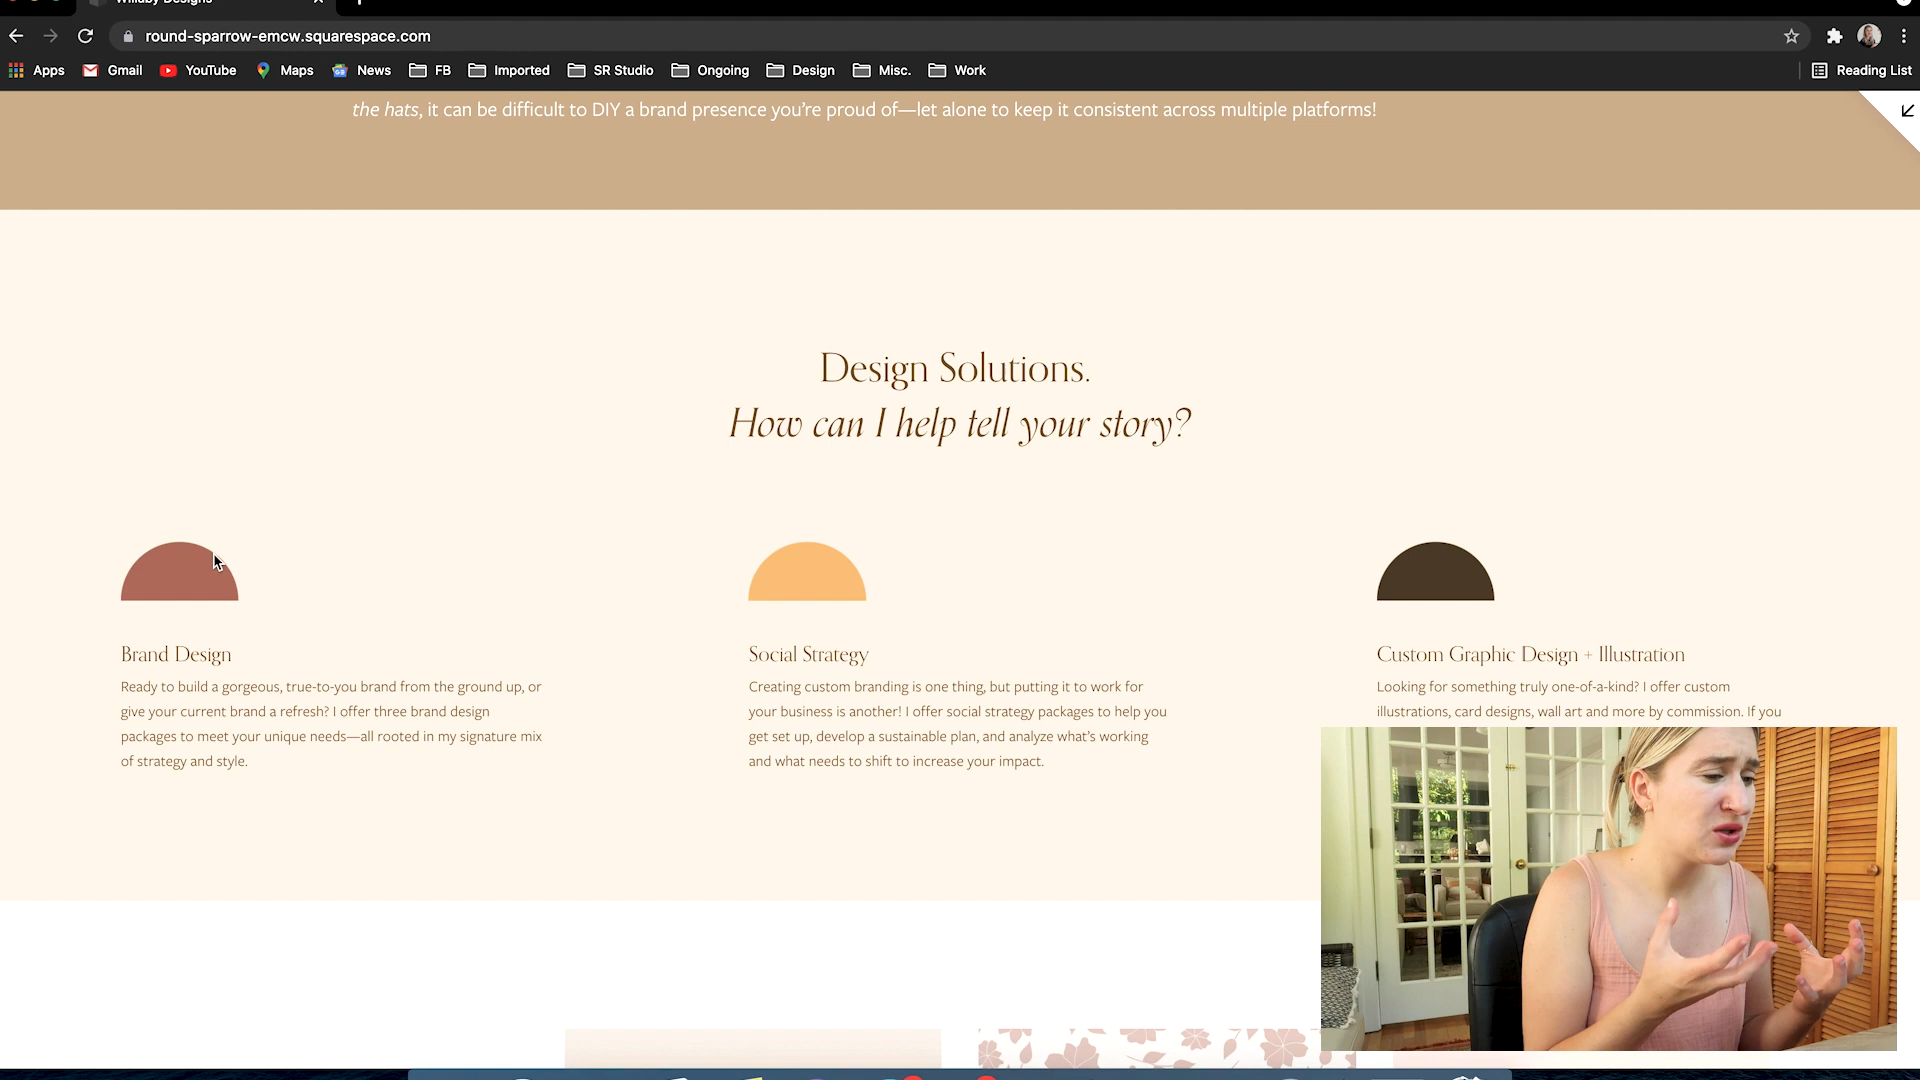 Willaby Designs
round-sparrow-emcw.squarespace.com
Apps Gmail YouTube Maps News FB Imported SR Studio Ongoing Design Misc. Work Reading List
the hats, it can be difficult to DIY a brand presence you're proud of—let alone to keep it consistent across multiple platforms!
Design Solutions.
How can I help tell your story?
Brand Design
Ready to build a gorgeous, true-to-you brand from the ground up, or
give your current brand a refresh? I offer three brand design
packages to meet your unique needs—all rooted in my signature mix
of strategy and style.
Social Strategy
Creating custom branding is one thing, but putting it to work for
your business is another! I offer social strategy packages to help you
get set up, develop a sustainable plan, and analyze what's working
and what needs to shift to increase your impact.
Custom Graphic Design + Illustration
Looking for something truly one-of-a-kind? I offer custom
illustrations, card designs, wall art and more by commission. If you